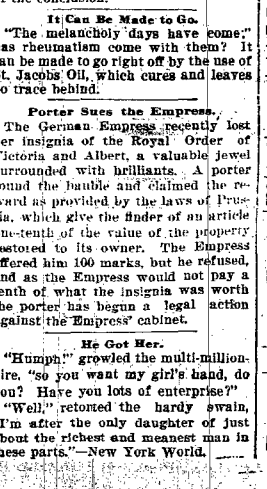 It Can Be Made to Go.
"The melancholy days have come,"
as rheumatism come with them? It
an be made to go right off by the use of
t. Jacobs Oil, which cures and leaves
o trace behind.
Porter Sues the Empress.
The German Empress recently lost
er insignia of the Royal Order of
ictoria and Albert, a valuable jewel
urrounded with brilliants. A porter
ound the bauble and claimed the re-
ward as provided by the laws of Prus-
ia, which give the finder of an article
ne-tenth of the value of the property
estored to its owner. The Empress
ffered him 100 marks, but he refused,
nd as the Empress would not pay a
enth of what the insignia was worth
he porter has begun a legal action
gainst the Empress' cabinet.
He Got Her.
"Humph!" growled the multi-million-
ire, "so you want my girl's hand, do
ou? Have you lots of enterprise?"
"Well," retorted the hardy swain,
I'm after the only daughter of just
bout the richest and meanest man in
hese parts."—New York World.